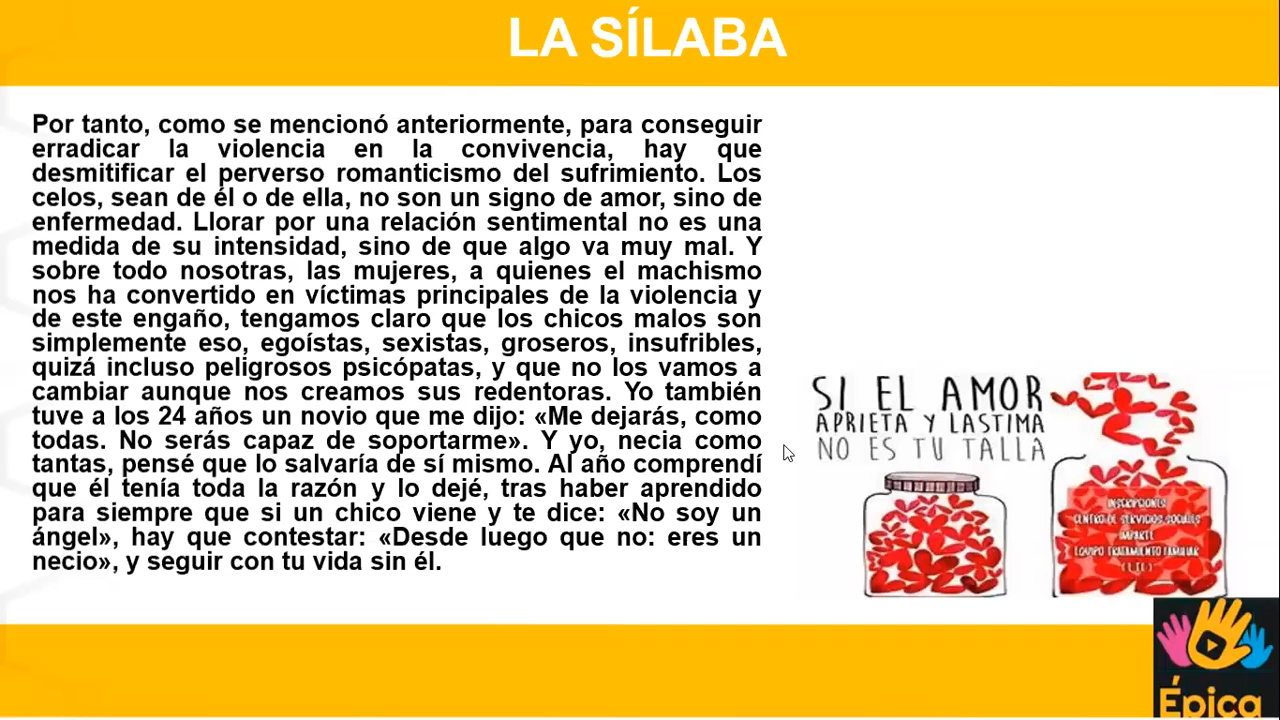 LA SÍLABA
Por tanto, como se mencionó anteriormente, para conseguir
erradicar la violencia en la convivencia, hay que
desmitificar el perverso romanticismo del sufrimiento. Los
celos, sean de él o de ella, no son un signo de amor, sino de
enfermedad. Llorar por una relación sentimental no es una
medida de su intensidad, sino de que algo va muy mal. Y
sobre todo nosotras, las mujeres, a quienes el machismo
nos ha convertido en víctimas principales de la violencia y
de este engaño, tengamos claro que los chicos malos son
simplemente eso, egoístas, sexistas, groseros, insufribles,
quizá incluso peligrosos psicópatas, y que no los vamos a
cambiar aunque nos creamos sus redentoras. Yo también
tuve a los 24 años un novio que me dijo: «Me dejarás, como
todas. No serás capaz de soportarme». Y yo, necia como
tantas, pensé que lo salvaría de sí mismo. Al año comprendí
que él tenía toda la razón y lo dejé, tras haber aprendido
para siempre que si un chico viene y te dice: «No soy un
ángel», hay que contestar: «Desde luego que no: eres un
necio», y seguir con tu vida sin él.
SI EL AMOR
APRIETA Y LASTIMA
NO ES TU TALLA
INSCRIPCIONES
CENTRO DE SERVICIOS SOCIALES
IMPARTE
EQUIPO TRATAMIENTO FAMILIAR
Épica